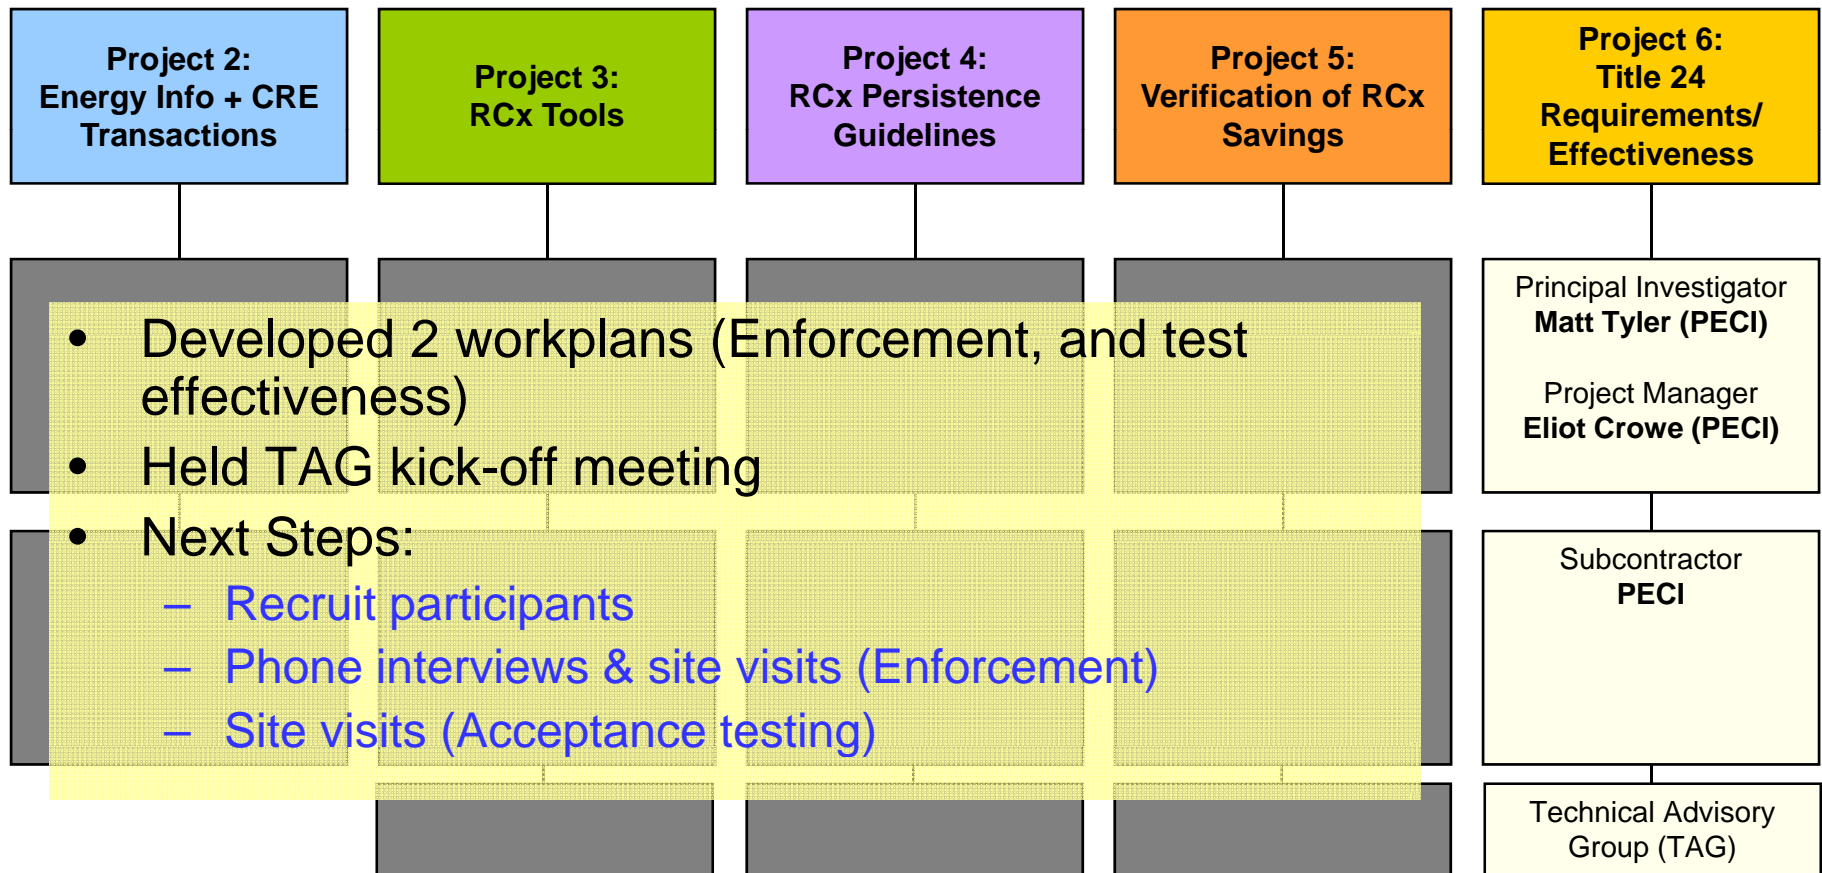 Project 2:
Energy Info + CRE
Transactions
Project 3:
RCx Tools
Project 4:
RCx Persistence
Guidelines
Project 5:
Verification of RCx
Savings
Project 6:
Title 24
Requirements/
Effectiveness
• Developed 2 workplans (Enforcement, and test
effectiveness)
• Held TAG kick-off meeting
• Next Steps:
– Recruit participants
– Phone interviews & site visits (Enforcement)
– Site visits (Acceptance testing)
Principal Investigator
Matt Tyler (PECI)
Project Manager
Eliot Crowe (PECI)
Subcontractor
PECI
Technical Advisory
Group (TAG)